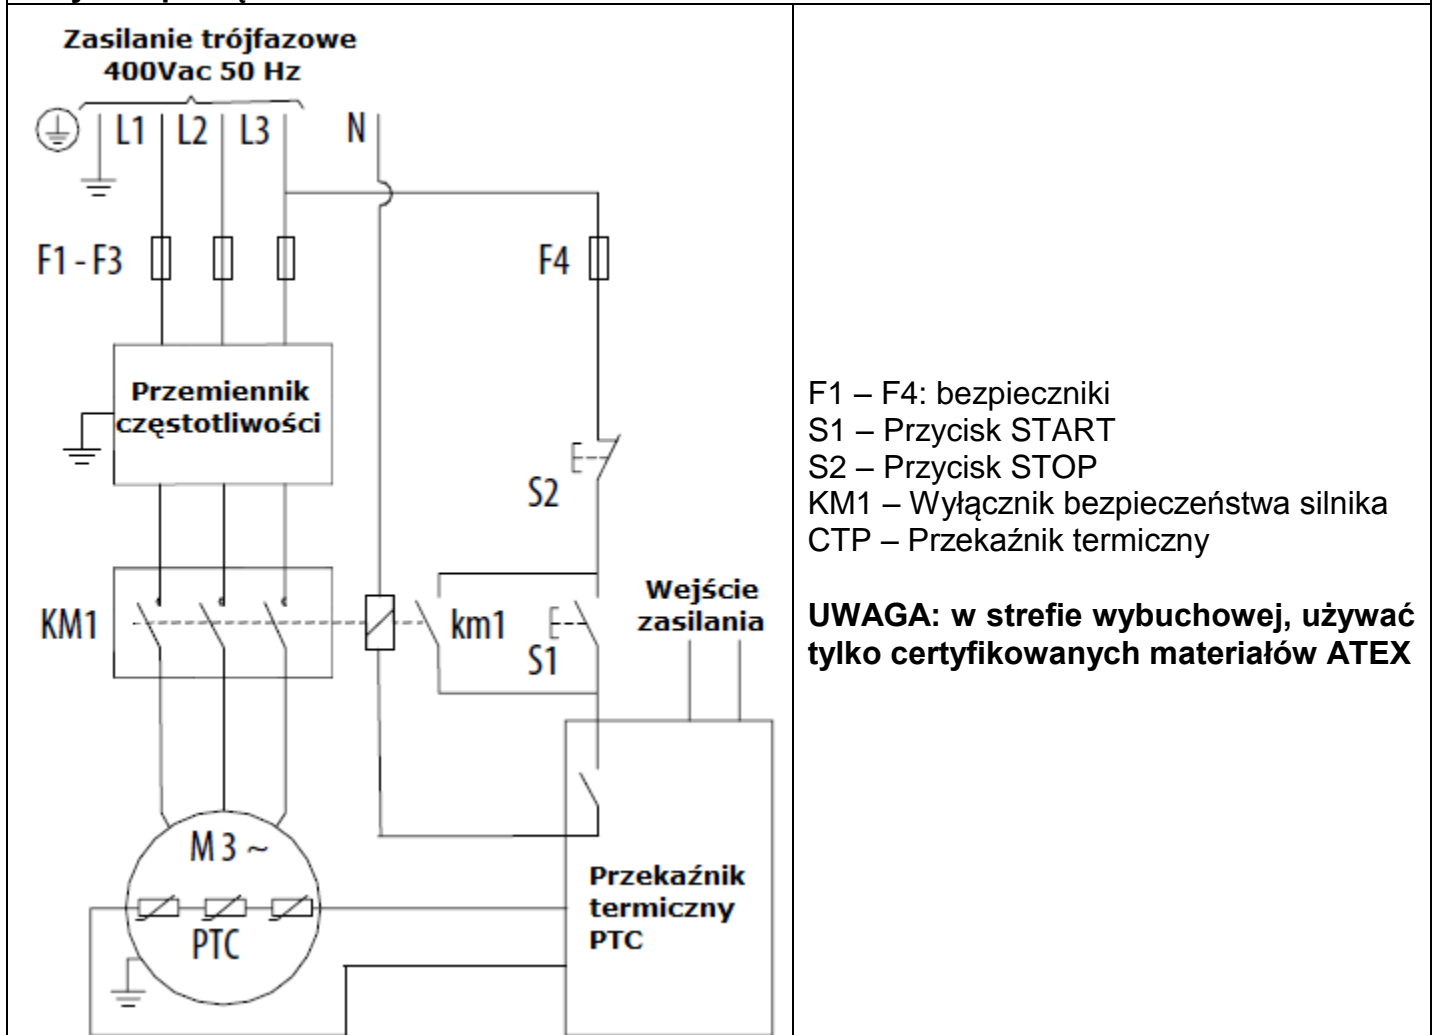 Zasilanie trójfazowe
400Vac 50 Hz
L1 L2 L3 N
F1 - F3
F4
Przemiennik
częstotliwości
S2
KM1
km1
S1
Wejście
zasilania
M 3 ~
PTC
Przekaźnik
termiczny
PTC
F1 – F4: bezpieczniki
S1 – Przycisk START
S2 – Przycisk STOP
KM1 – Wyłącznik bezpieczeństwa silnika
CTP – Przekaźnik termiczny
UWAGA: w strefie wybuchowej, używać
tylko certyfikowanych materiałów ATEX